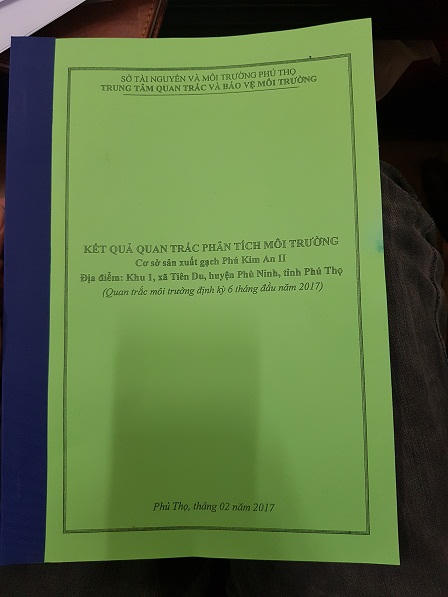 SỞ TÀI NGUYÊN VÀ MÔI TRƯỜNG PHÚ THỌ
TRUNG TÂM QUAN TRẮC VÀ BẢO VỆ MÔI TRƯỜNG
KẾT QUẢ QUAN TRẮC PHÂN TÍCH MÔI TRƯỜNG
Cơ sở sản xuất gạch Phú Kim An II
Địa điểm: Khu 1, xã Tiên Du, huyện Phù Ninh, tỉnh Phú Thọ
(Quan trắc môi trường định kỳ 6 tháng đầu năm 2017)
Phú Thọ, tháng 02 năm 2017